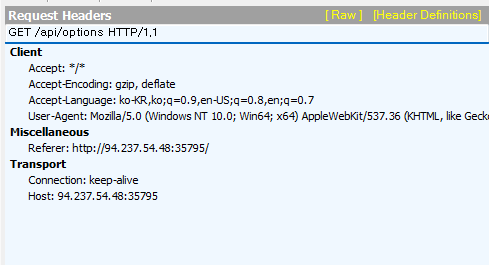 Request Headers [ Raw ] [Header Definitions]
GET /api/options HTTP/1.1
Client
Accept: */*
Accept-Encoding: gzip, deflate
Accept-Language: ko-KR,ko;q=0.9,en-US;q=0.8,en;q=0.7
User-Agent: Mozilla/5.0 (Windows NT 10.0; Win64; x64) AppleWebKit/537.36 (KHTML, like Gecko
Miscellaneous
Referer: http://94.237.54.48:35795/
Transport
Connection: keep-alive
Host: 94.237.54.48:35795